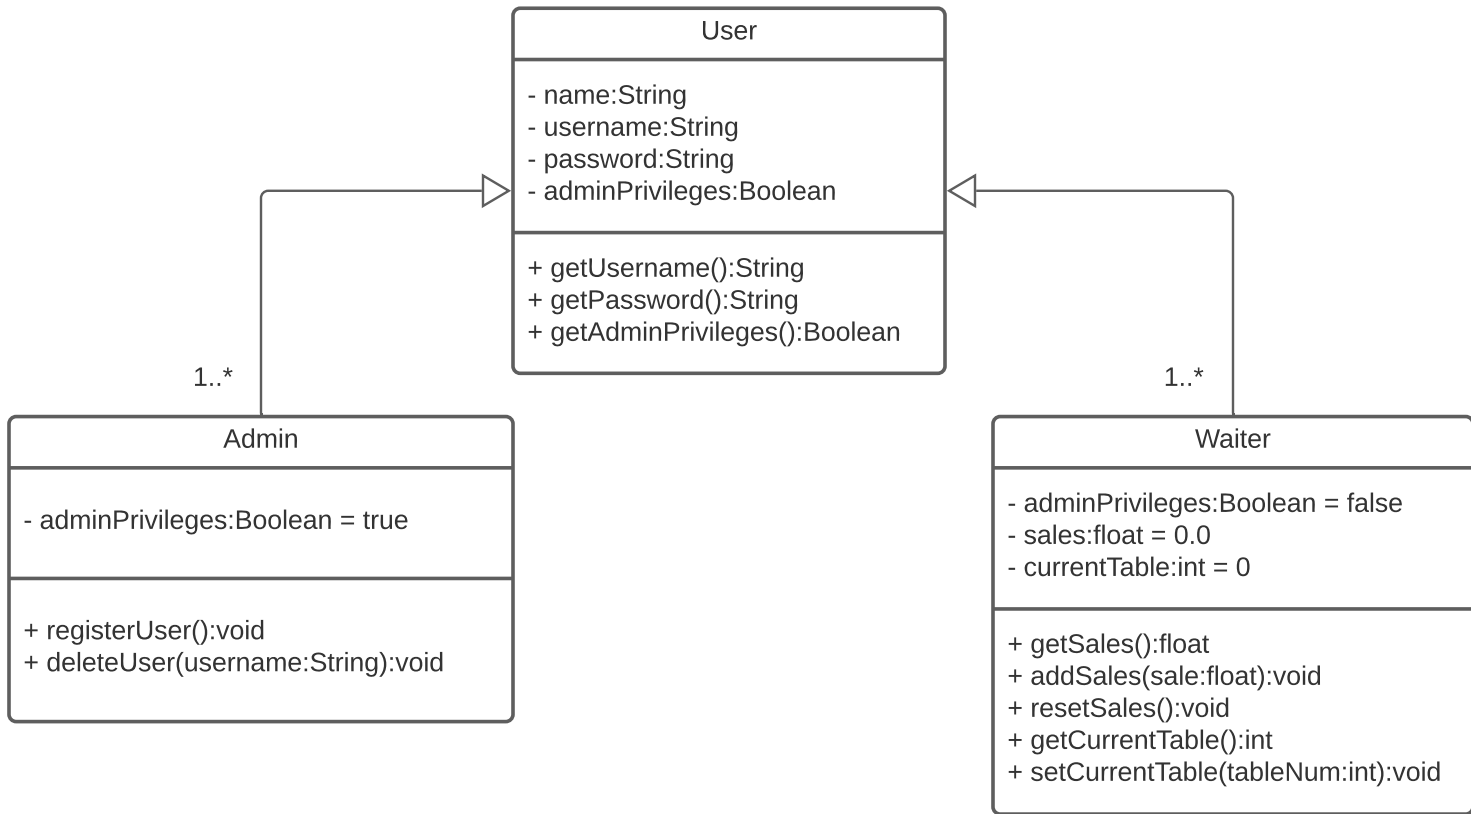 User
- name:String
- username:String
- password:String
- adminPrivileges:Boolean
+ getUsername():String
+ getPassword():String
+ getAdminPrivileges():Boolean
1..*
1..*
Admin
- adminPrivileges:Boolean = true
+ registerUser():void
+ deleteUser(username:String):void
Waiter
- adminPrivileges:Boolean = false
- sales:float = 0.0
- currentTable:int = 0
+ getSales():float
+ addSales(sale:float):void
+ resetSales():void
+ getCurrentTable():int
+ setCurrentTable(tableNum:int):void